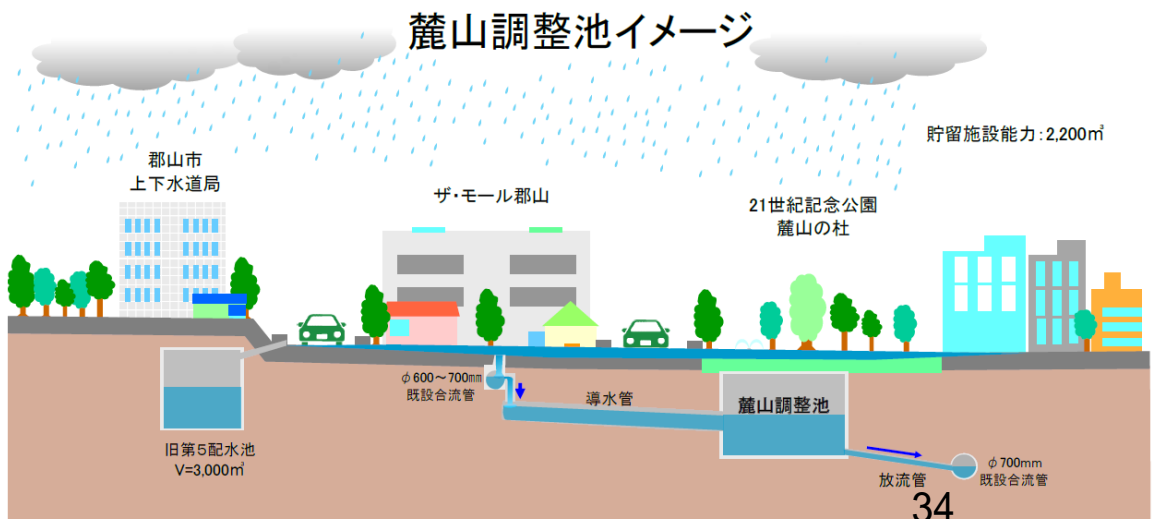 麓山調整池イメージ
貯留施設能力：2,200㎥
郡山市
上下水道局
ザ・モール郡山
21世紀記念公園
麓山の杜
φ600～700㎜
既設合流管
導水管
麓山調整池
旧第5配水池
V=3,000㎥
放流管
φ700mm
既設合流管
34